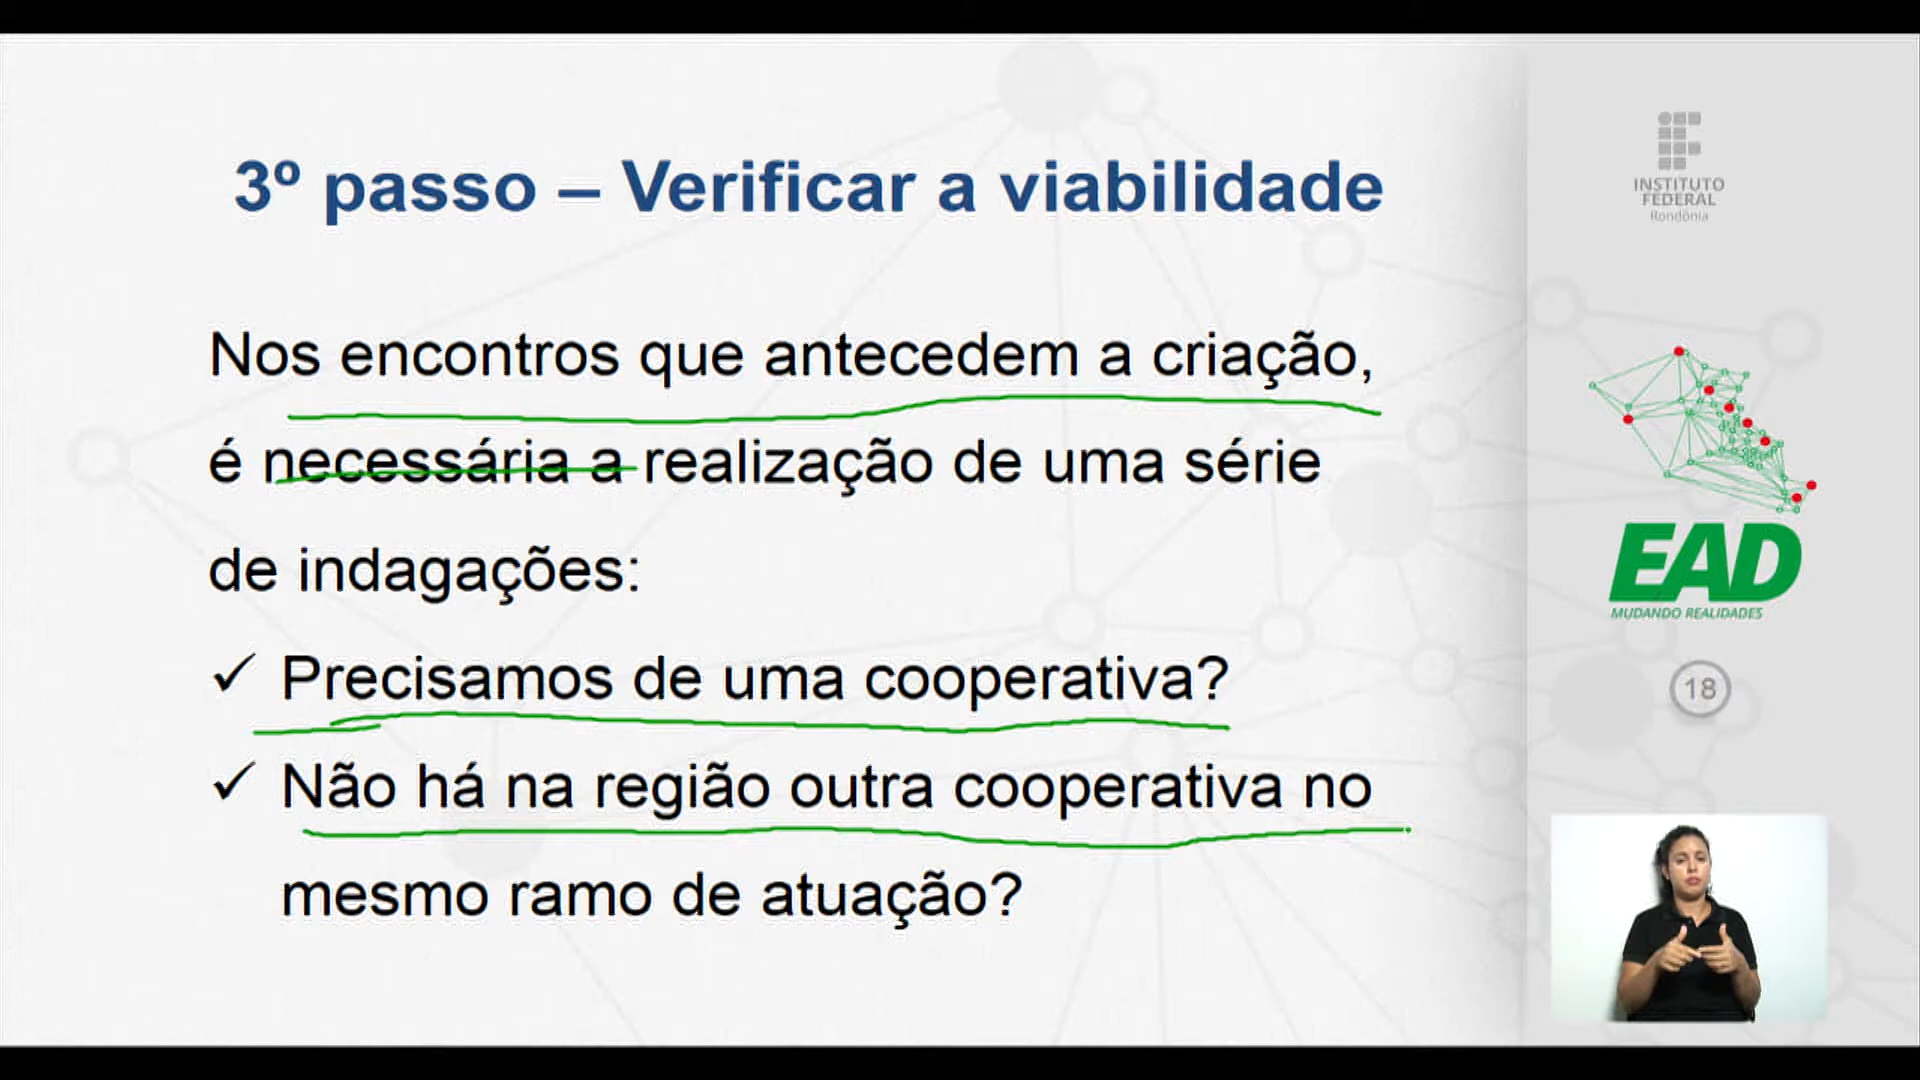 3º passo – Verificar a viabilidade
Nos encontros que antecedem a criação,
é necessária a realização de uma série
de indagações:
✓ Precisamos de uma cooperativa?
✓ Não há na região outra cooperativa no
mesmo ramo de atuação?
INSTITUTO
FEDERAL
Rondônia
EAD
MUDANDO REALIDADES
18